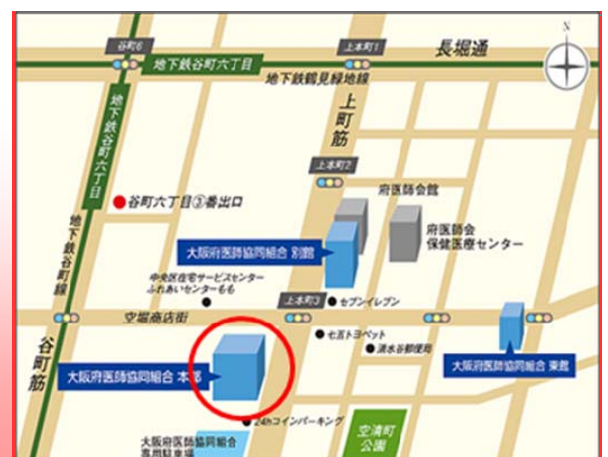 N
谷町6
上本町1
長堀通
地下鉄谷町六丁目
地下鉄鶴見緑地線
地下鉄谷町六丁目
上町筋
上本町2
府医師会館
谷町六丁目③番出口
府医師会
保健医療センター
大阪府医師協同組合 別館
地下鉄谷町線
中央区在宅サービスセンター
ふれあいセンターもも
上本町3
セブンイレブン
空堀商店街
七五トヨペット
清水谷郵便局
谷町筋
大阪府医師協同組合 東館
大阪府医師協同組合 本部
24hコインパーキング
空清町
公園
大阪府医師協同組合
専用駐車場